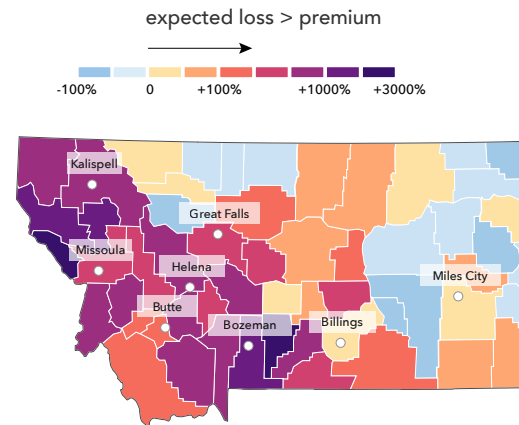 expected loss > premium
-100% 0 +100% +1000% +3000%
Kalispell
Great Falls
Missoula
Helena
Miles City
Butte
Bozeman
Billings